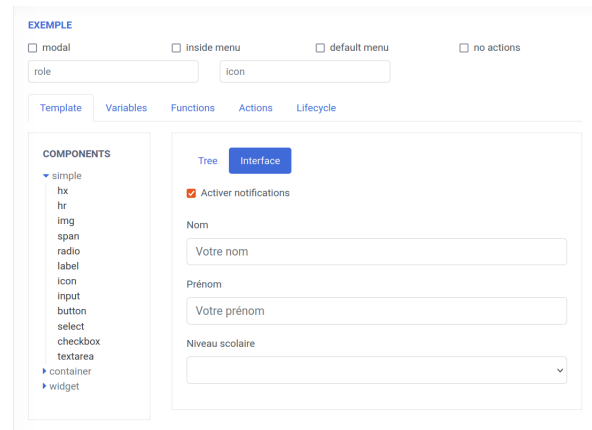 EXEMPLE
modal
inside menu
default menu
no actions
role
icon
Template
Variables
Functions
Actions
Lifecycle
COMPONENTS
simple
hx
hr
img
span
radio
label
icon
input
button
select
checkbox
textarea
container
widget
Tree
Interface
Activer notifications
Nom
Votre nom
Prénom
Votre prénom
Niveau scolaire